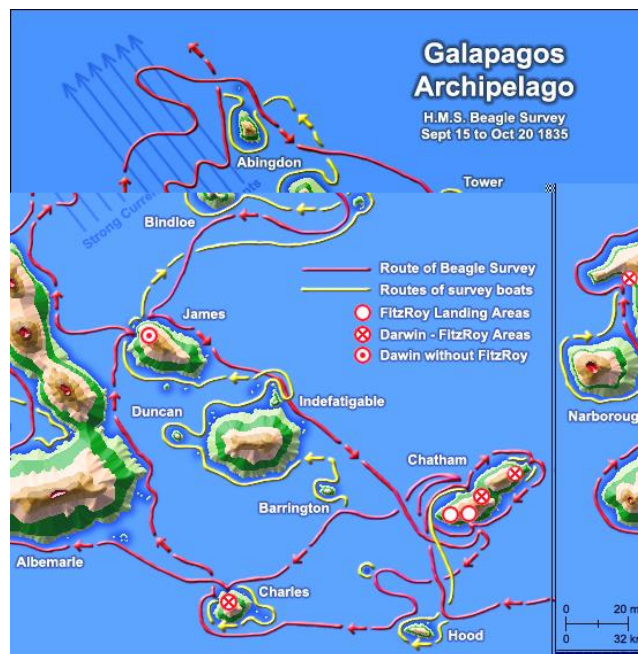 Galapagos
Archipelago
H.M.S. Beagle Survey
Sept 15 to Oct 20 1835
Abingdon
Tower
Strong Curre
ts
Bindloe
Route of Beagle Survey
Routes of survey boats
FitzRoy Landing Areas
Darwin - FitzRoy Areas
Dawin without FitzRoy
James
Duncan
Indefatigable
Narboroug
Chatham
Barrington
Albemarle
Charles
Hood
0 20 m
0 32 k